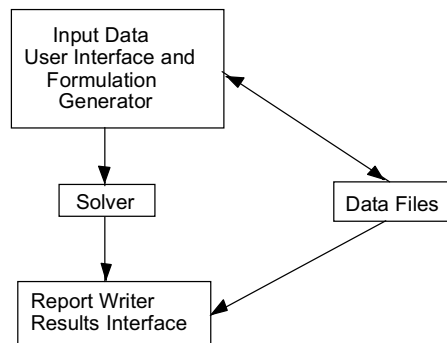 Input Data
User Interface and
Formulation
Generator
Solver
Data Files
Report Writer
Results Interface